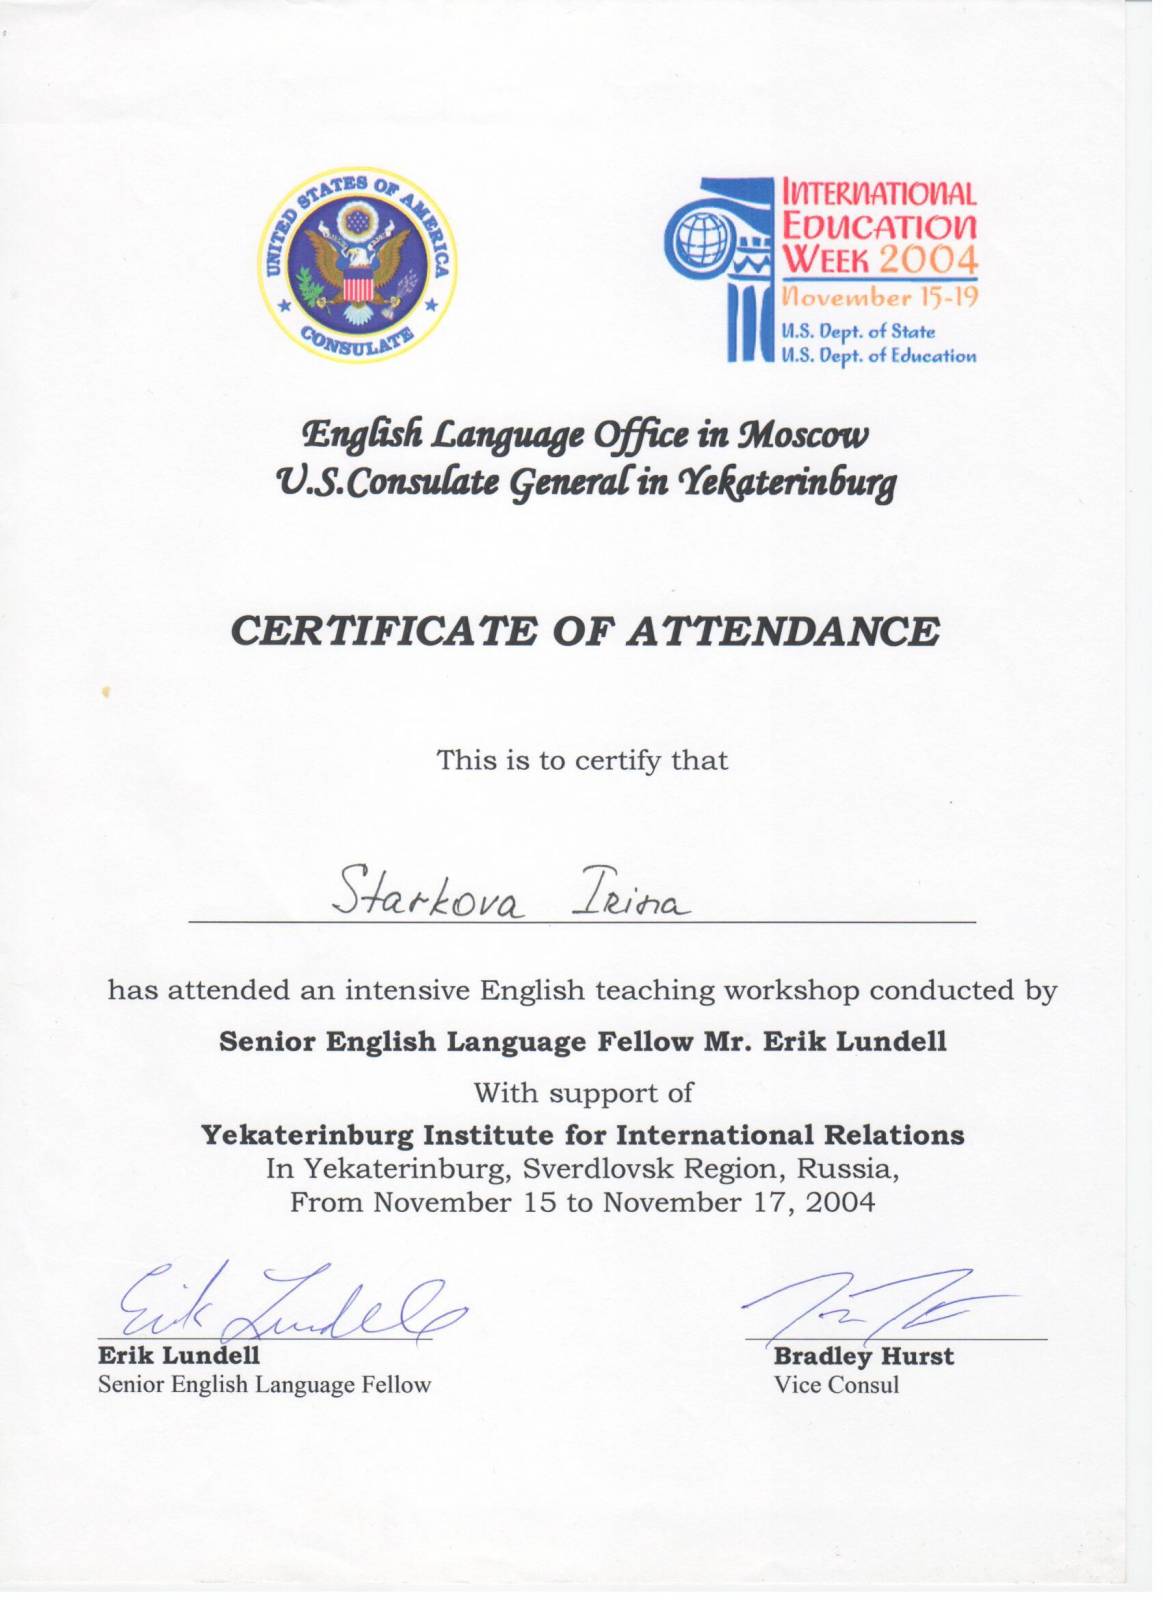 UNITED STATES OF AMERICA
CONSULATE
INTERNATIONAL
EDUCATION
WEEK 2004
November 15-19
U.S. Dept. of State
U.S. Dept. of Education
English Language Office in Moscow
U.S.Consulate General in Yekaterinburg
CERTIFICATE OF ATTENDANCE
This is to certify that
Starkova Irina
has attended an intensive English teaching workshop conducted by
Senior English Language Fellow Mr. Erik Lundell
With support of
Yekaterinburg Institute for International Relations
In Yekaterinburg, Sverdlovsk Region, Russia,
From November 15 to November 17, 2004
Erik Lundell
Erik Lundell
Senior English Language Fellow
Bradley Hurst
Vice Consul